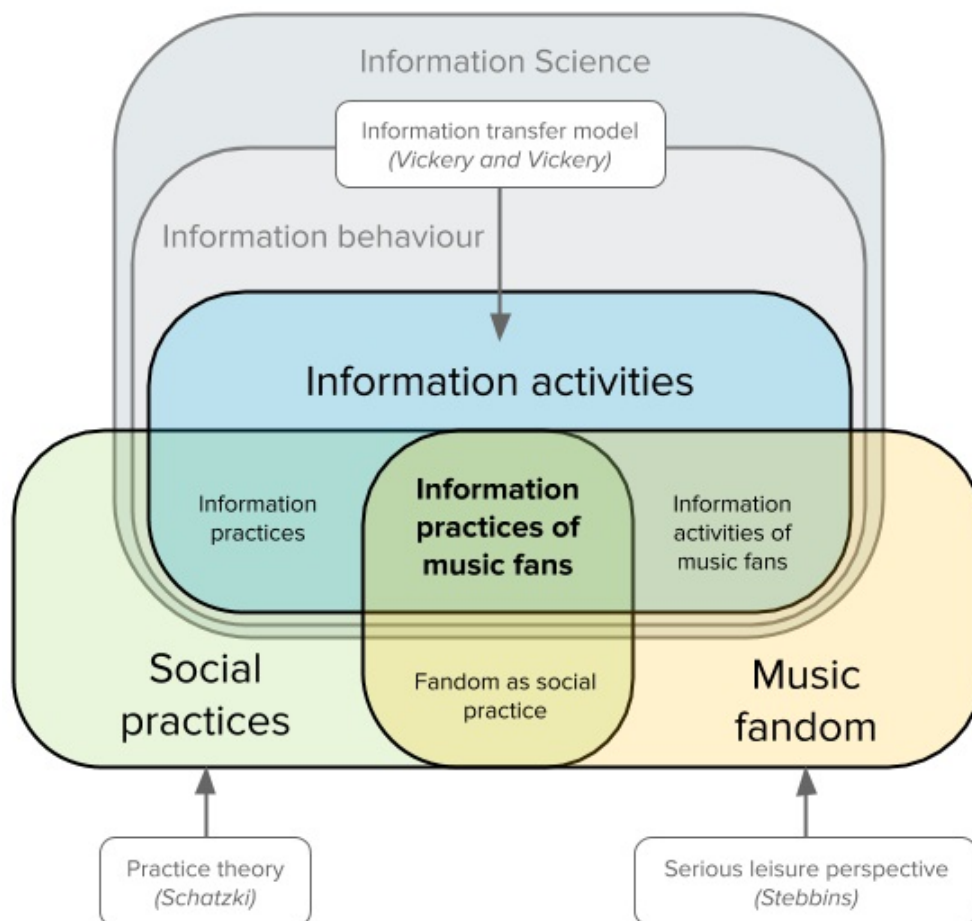 Information Science
Information transfer model
(Vickery and Vickery)
Information behaviour
Information activities
Information
practices
Information
practices of
music fans
Information
activities of
music fans
Social
practices
Fandom as social
practice
Music
fandom
Practice theory
(Schatzki)
Serious leisure perspective
(Stebbins)